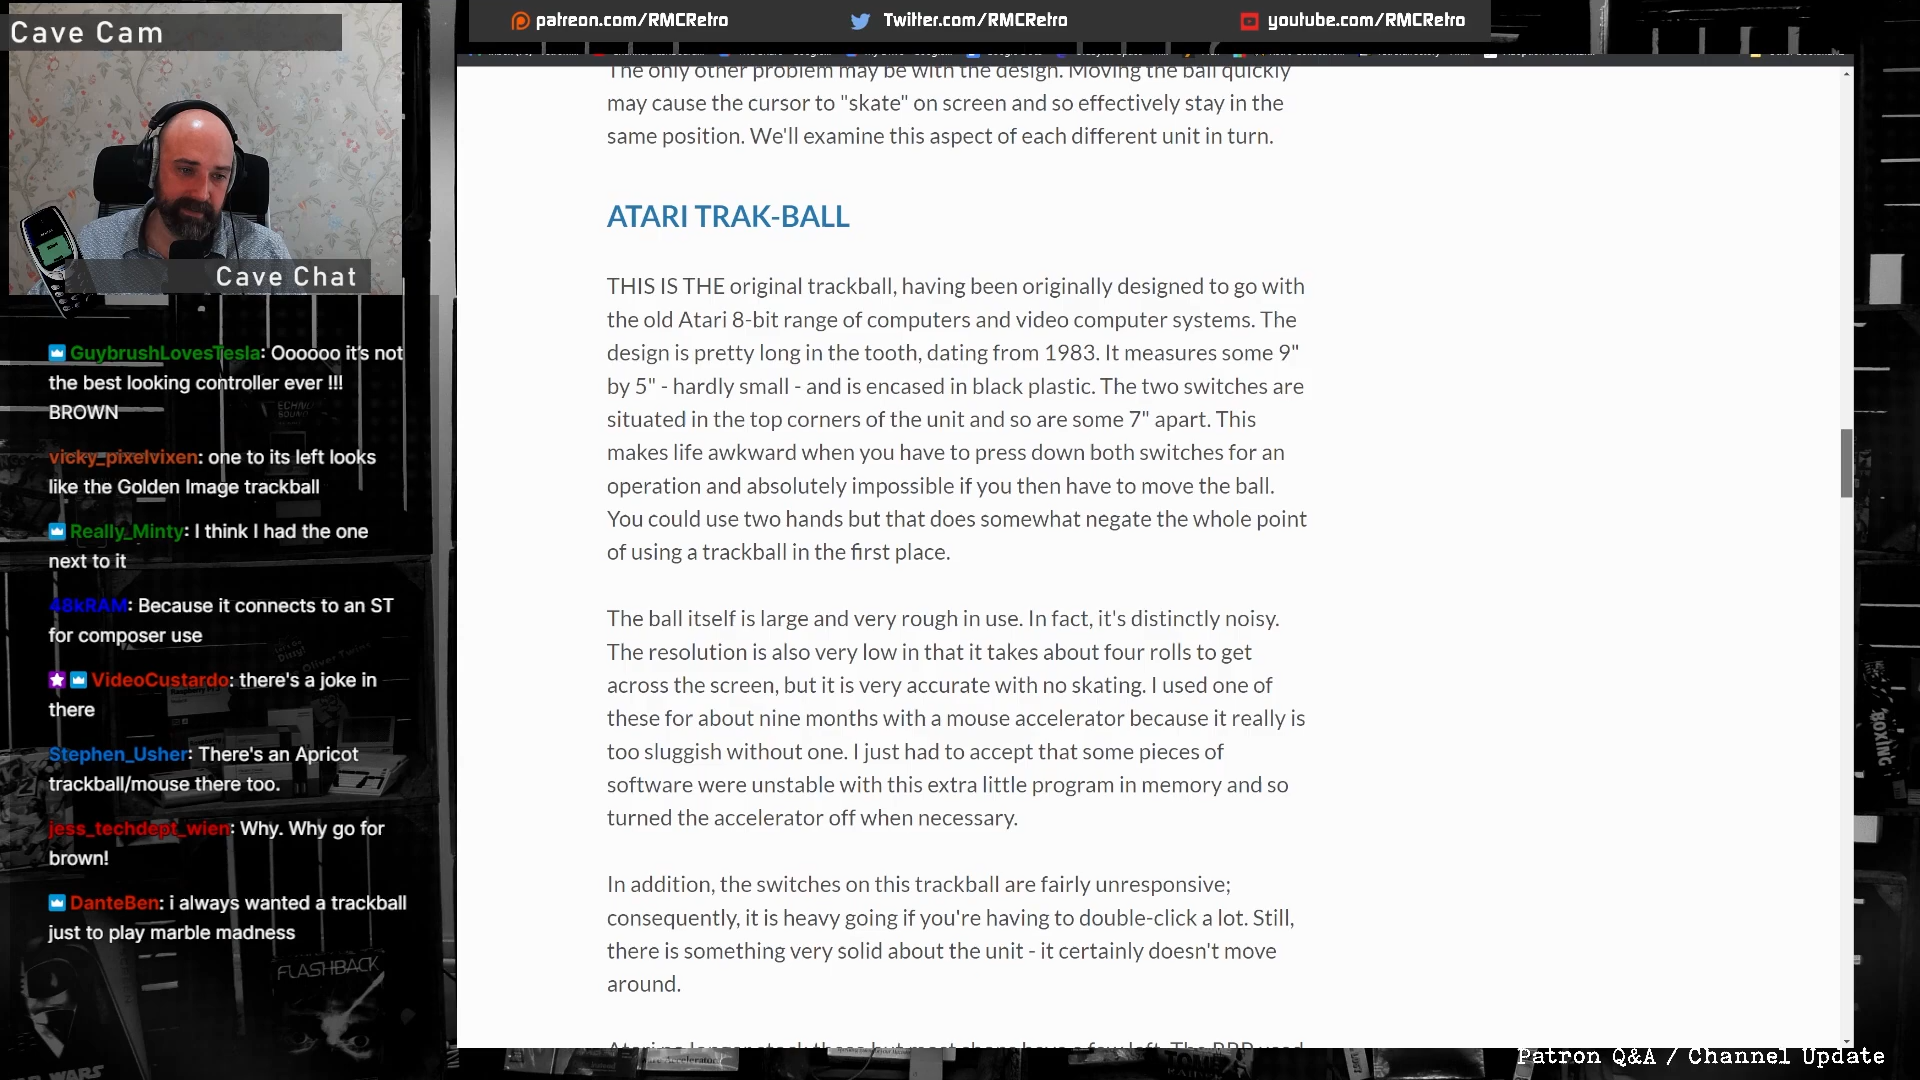 Cave Cam
patreon.com/RMCRetro
Twitter.com/RMCRetro
youtube.com/RMCRetro
The only other problem may be with the design. Moving the ball quickly
may cause the cursor to "skate" on screen and so effectively stay in the
same position. We'll examine this aspect of each different unit in turn.
ATARI TRAK-BALL
THIS IS THE original trackball, having been originally designed to go with
the old Atari 8-bit range of computers and video computer systems. The
design is pretty long in the tooth, dating from 1983. It measures some 9"
by 5" - hardly small - and is encased in black plastic. The two switches are
situated in the top corners of the unit and so are some 7" apart. This
makes life awkward when you have to press down both switches for an
operation and absolutely impossible if you then have to move the ball.
You could use two hands but that does somewhat negate the whole point
of using a trackball in the first place.
The ball itself is large and very rough in use. In fact, it's distinctly noisy.
The resolution is also very low in that it takes about four rolls to get
across the screen, but it is very accurate with no skating. I used one of
these for about nine months with a mouse accelerator because it really is
too sluggish without one. I just had to accept that some pieces of
software were unstable with this extra little program in memory and so
turned the accelerator off when necessary.
In addition, the switches on this trackball are fairly unresponsive;
consequently, it is heavy going if you're having to double-click a lot. Still,
there is something very solid about the unit - it certainly doesn't move
around.
Cave Chat
GuybrushLovesTesla: Oooooo it's not
the best looking controller ever !!!
BROWN
vicky_pixelvixen: one to its left looks
like the Golden Image trackball
Really_Minty: I think I had the one
next to it
48kRAM: Because it connects to an ST
for composer use
VideoCustardo: there's a joke in
there
Stephen_Usher: There's an Apricot
trackball/mouse there too.
jess_techdept_wien: Why. Why go for
brown!
DanteBen: i always wanted a trackball
just to play marble madness
FLASHBACK
BOXING
WARS
Patron Q&A / Channel Update